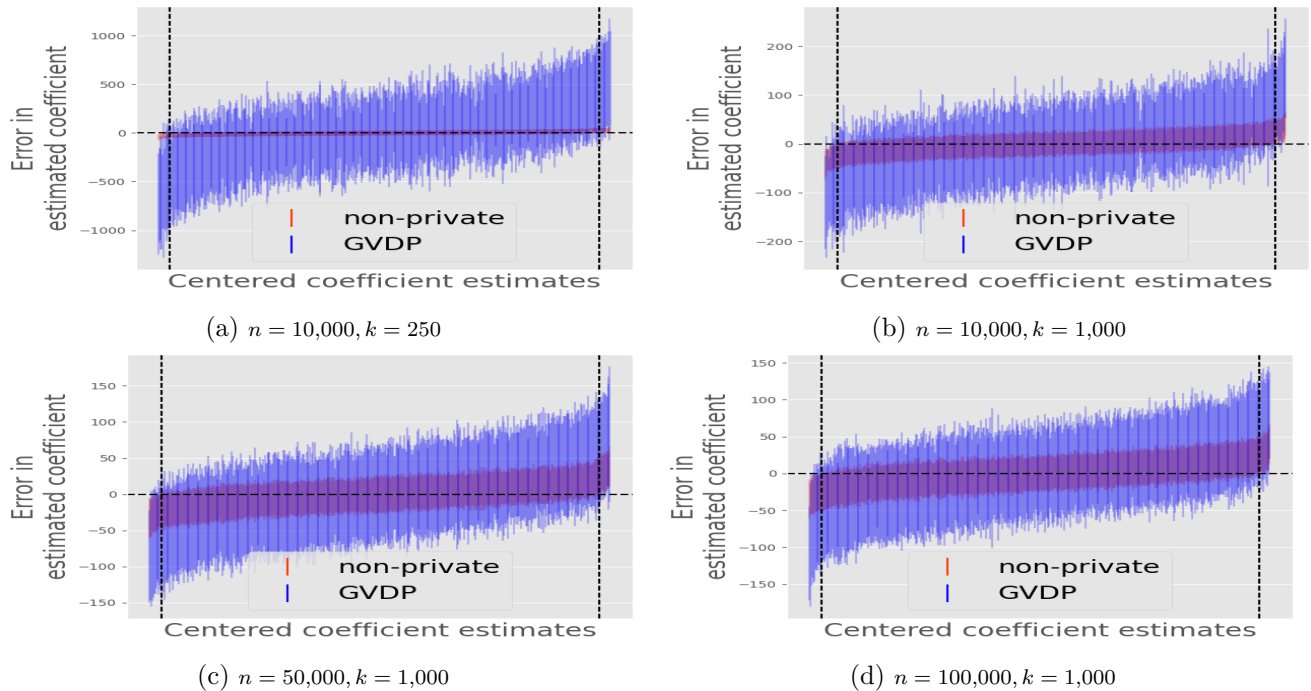 Error in
estimated coefficient
1000
500
0
−500
−1000
non-private
GVDP
Centered coefficient estimates
(a) n = 10,000, k = 250
Error in
estimated coefficient
200
100
0
−100
−200
non-private
GVDP
Centered coefficient estimates
(b) n = 10,000, k = 1,000
Error in
estimated coefficient
150
100
50
0
−50
−100
−150
non-private
GVDP
Centered coefficient estimates
(c) n = 50,000, k = 1,000
Error in
estimated coefficient
150
100
50
0
−50
−100
−150
non-private
GVDP
Centered coefficient estimates
(d) n = 100,000, k = 1,000